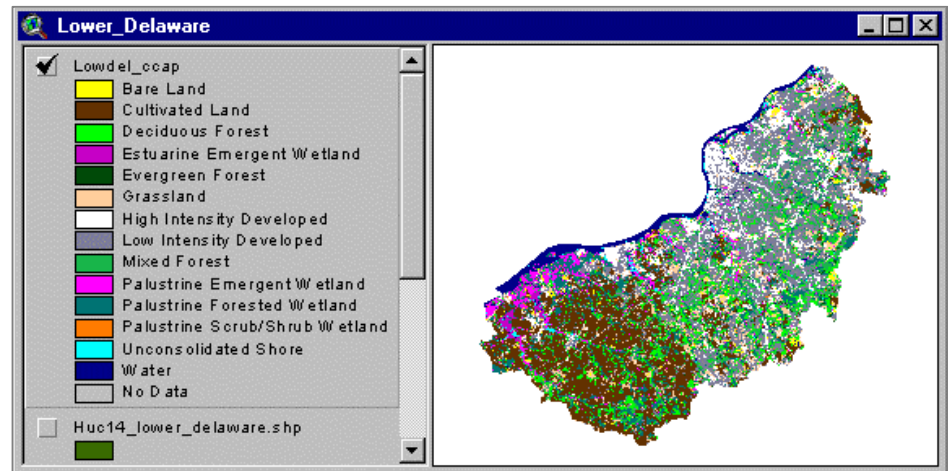 Lower_Delaware
Lowdel_ccap
Bare Land
Cultivated Land
Deciduous Forest
Estuarine Emergent Wetland
Evergreen Forest
Grassland
High Intensity Developed
Low Intensity Developed
Mixed Forest
Palustrine Emergent Wetland
Palustrine Forested Wetland
Palustrine Scrub/Shrub Wetland
Unconsolidated Shore
Water
No Data
Huc14_lower_delaware.shp